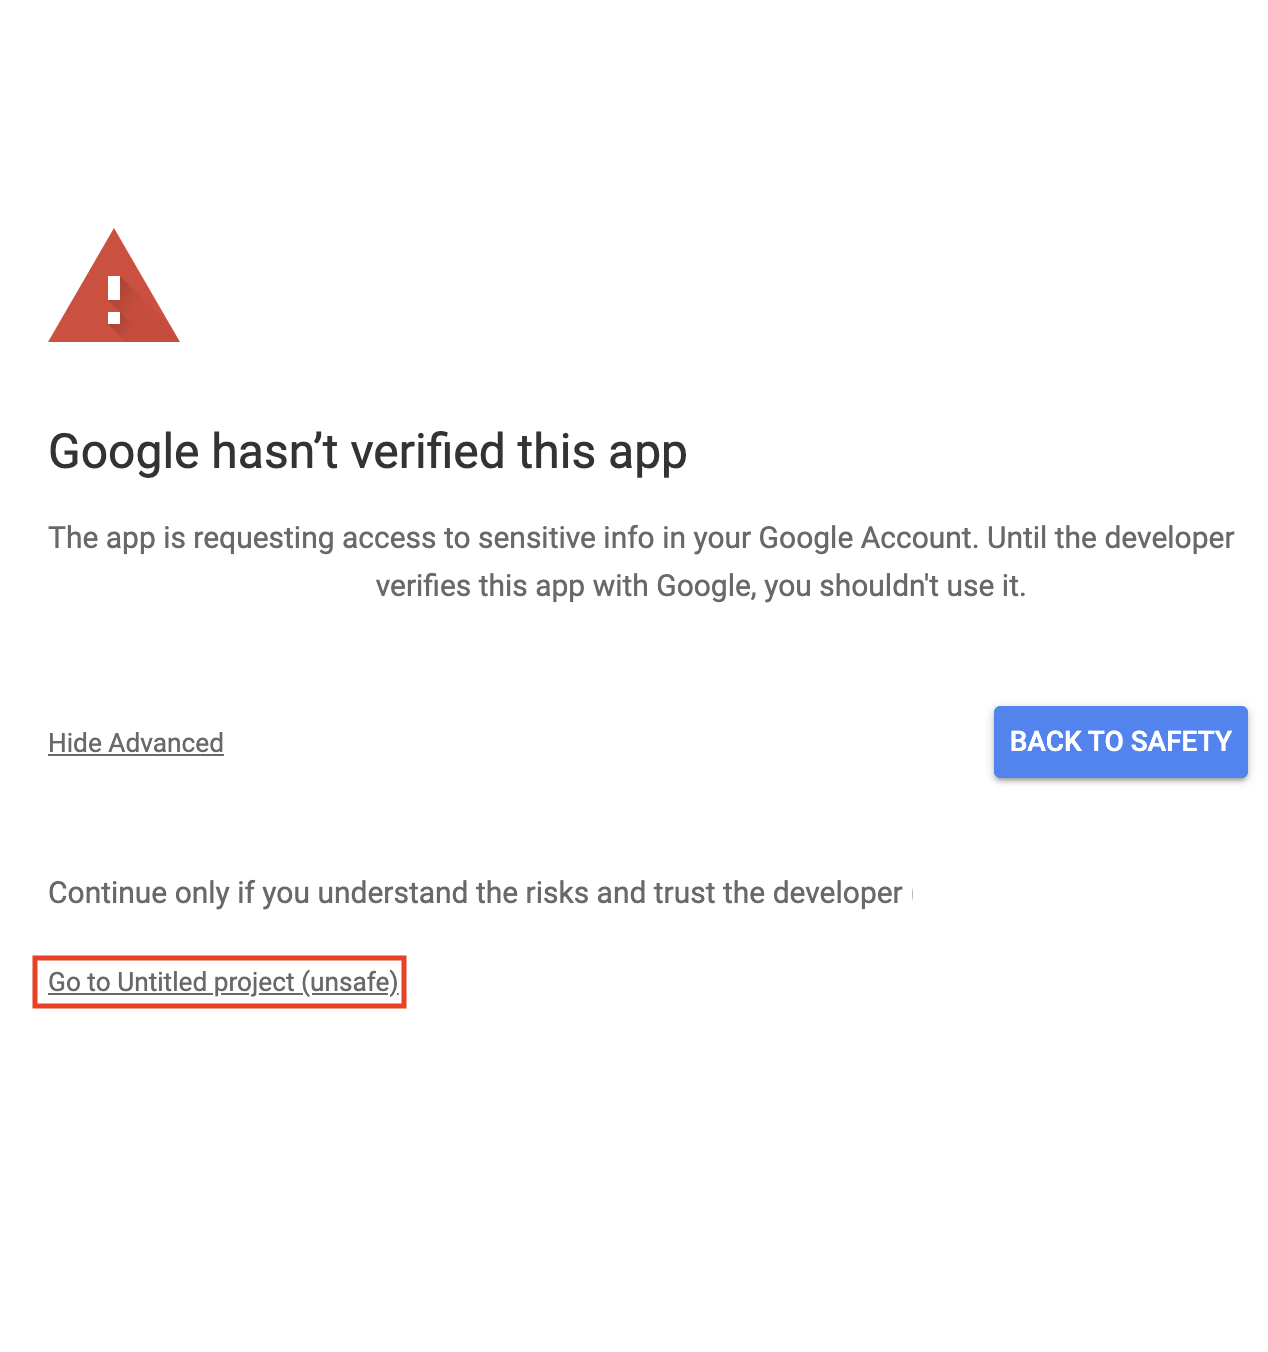 Google hasn’t verified this app
The app is requesting access to sensitive info in your Google Account. Until the developer
verifies this app with Google, you shouldn't use it.
Hide Advanced
BACK TO SAFETY
Continue only if you understand the risks and trust the developer
Go to Untitled project (unsafe)